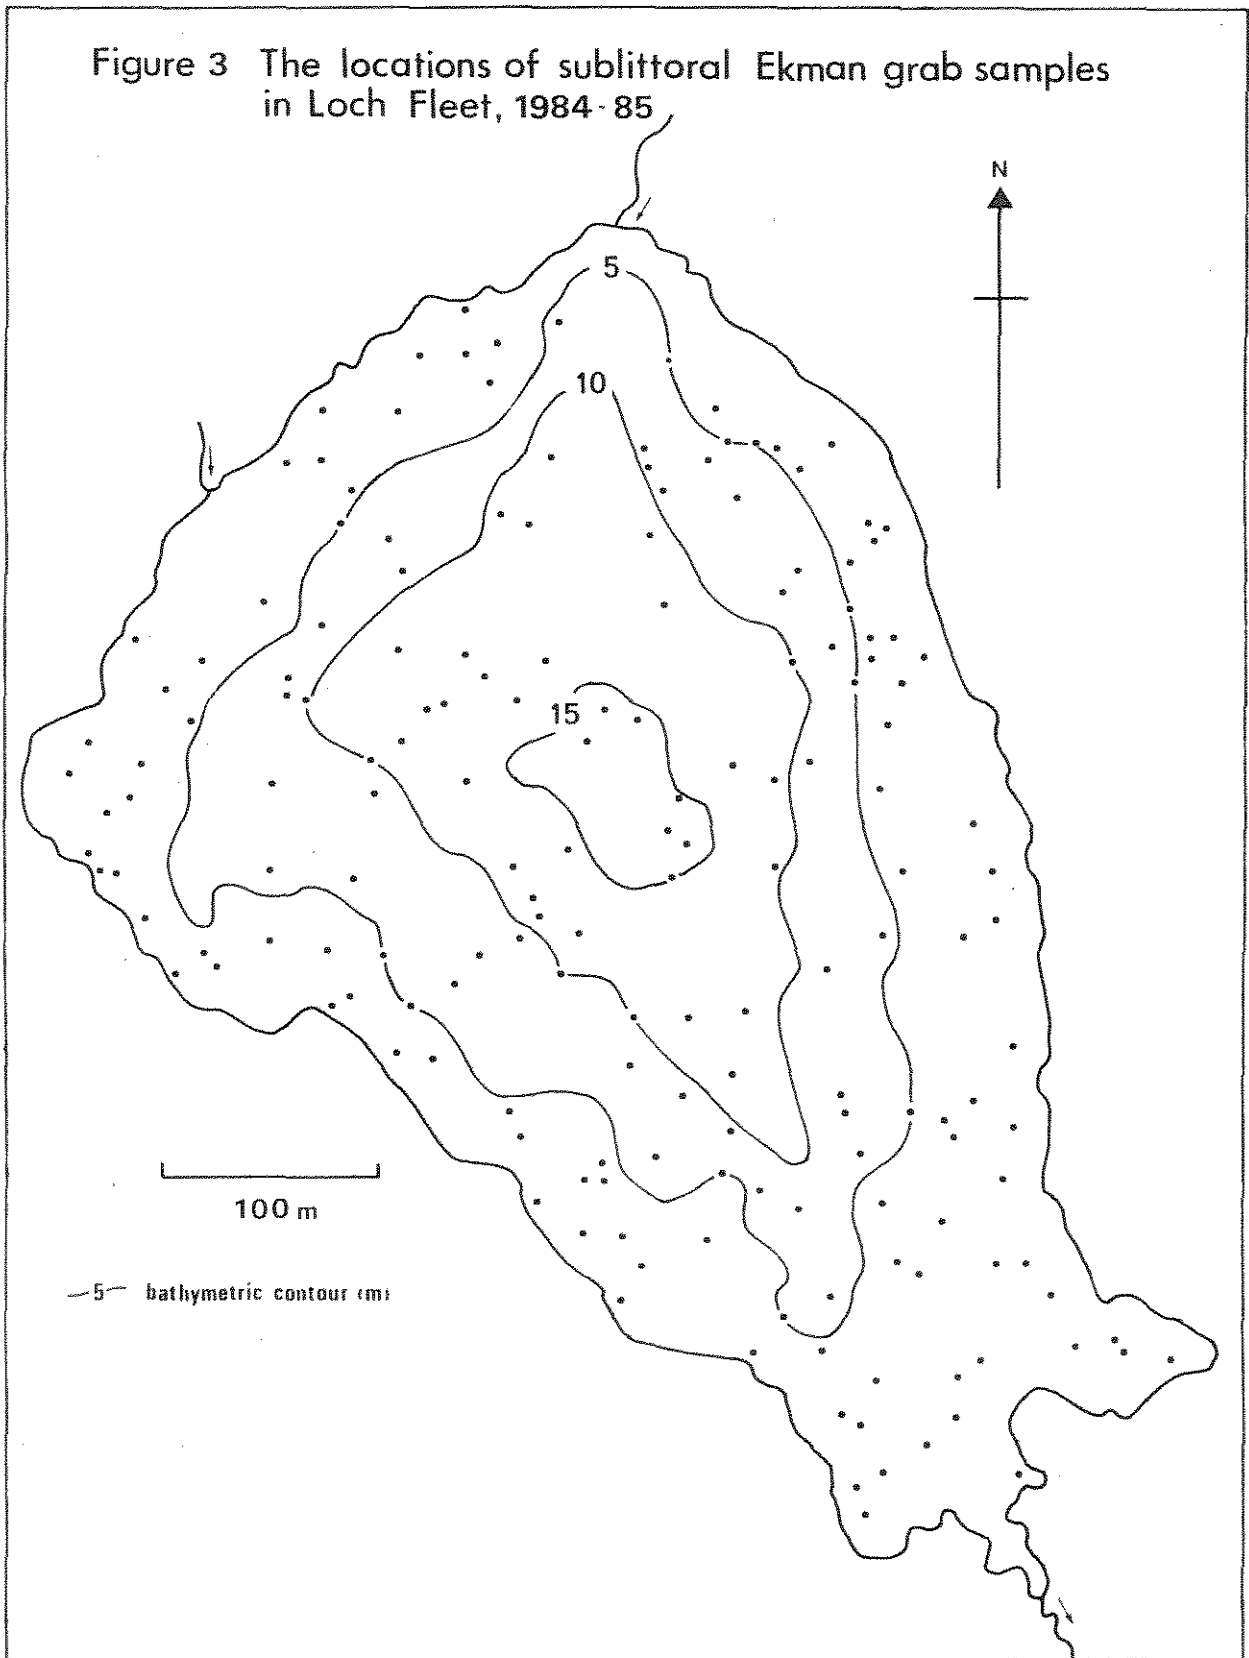 Figure 3 The locations of sublittoral Ekman grab samples
in Loch Fleet, 1984-85
N
5
10
15
100 m
—5— bathymetric contour (m)